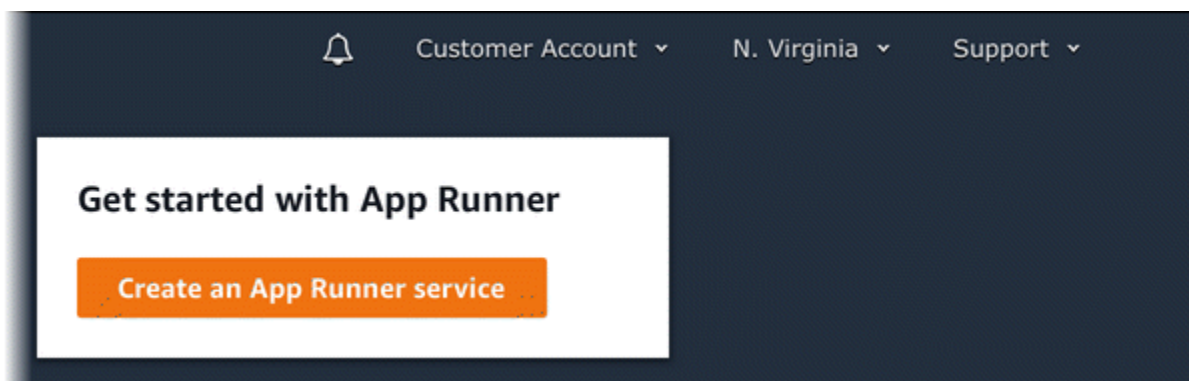 Customer Account N. Virginia Support
Get started with App Runner
Create an App Runner service